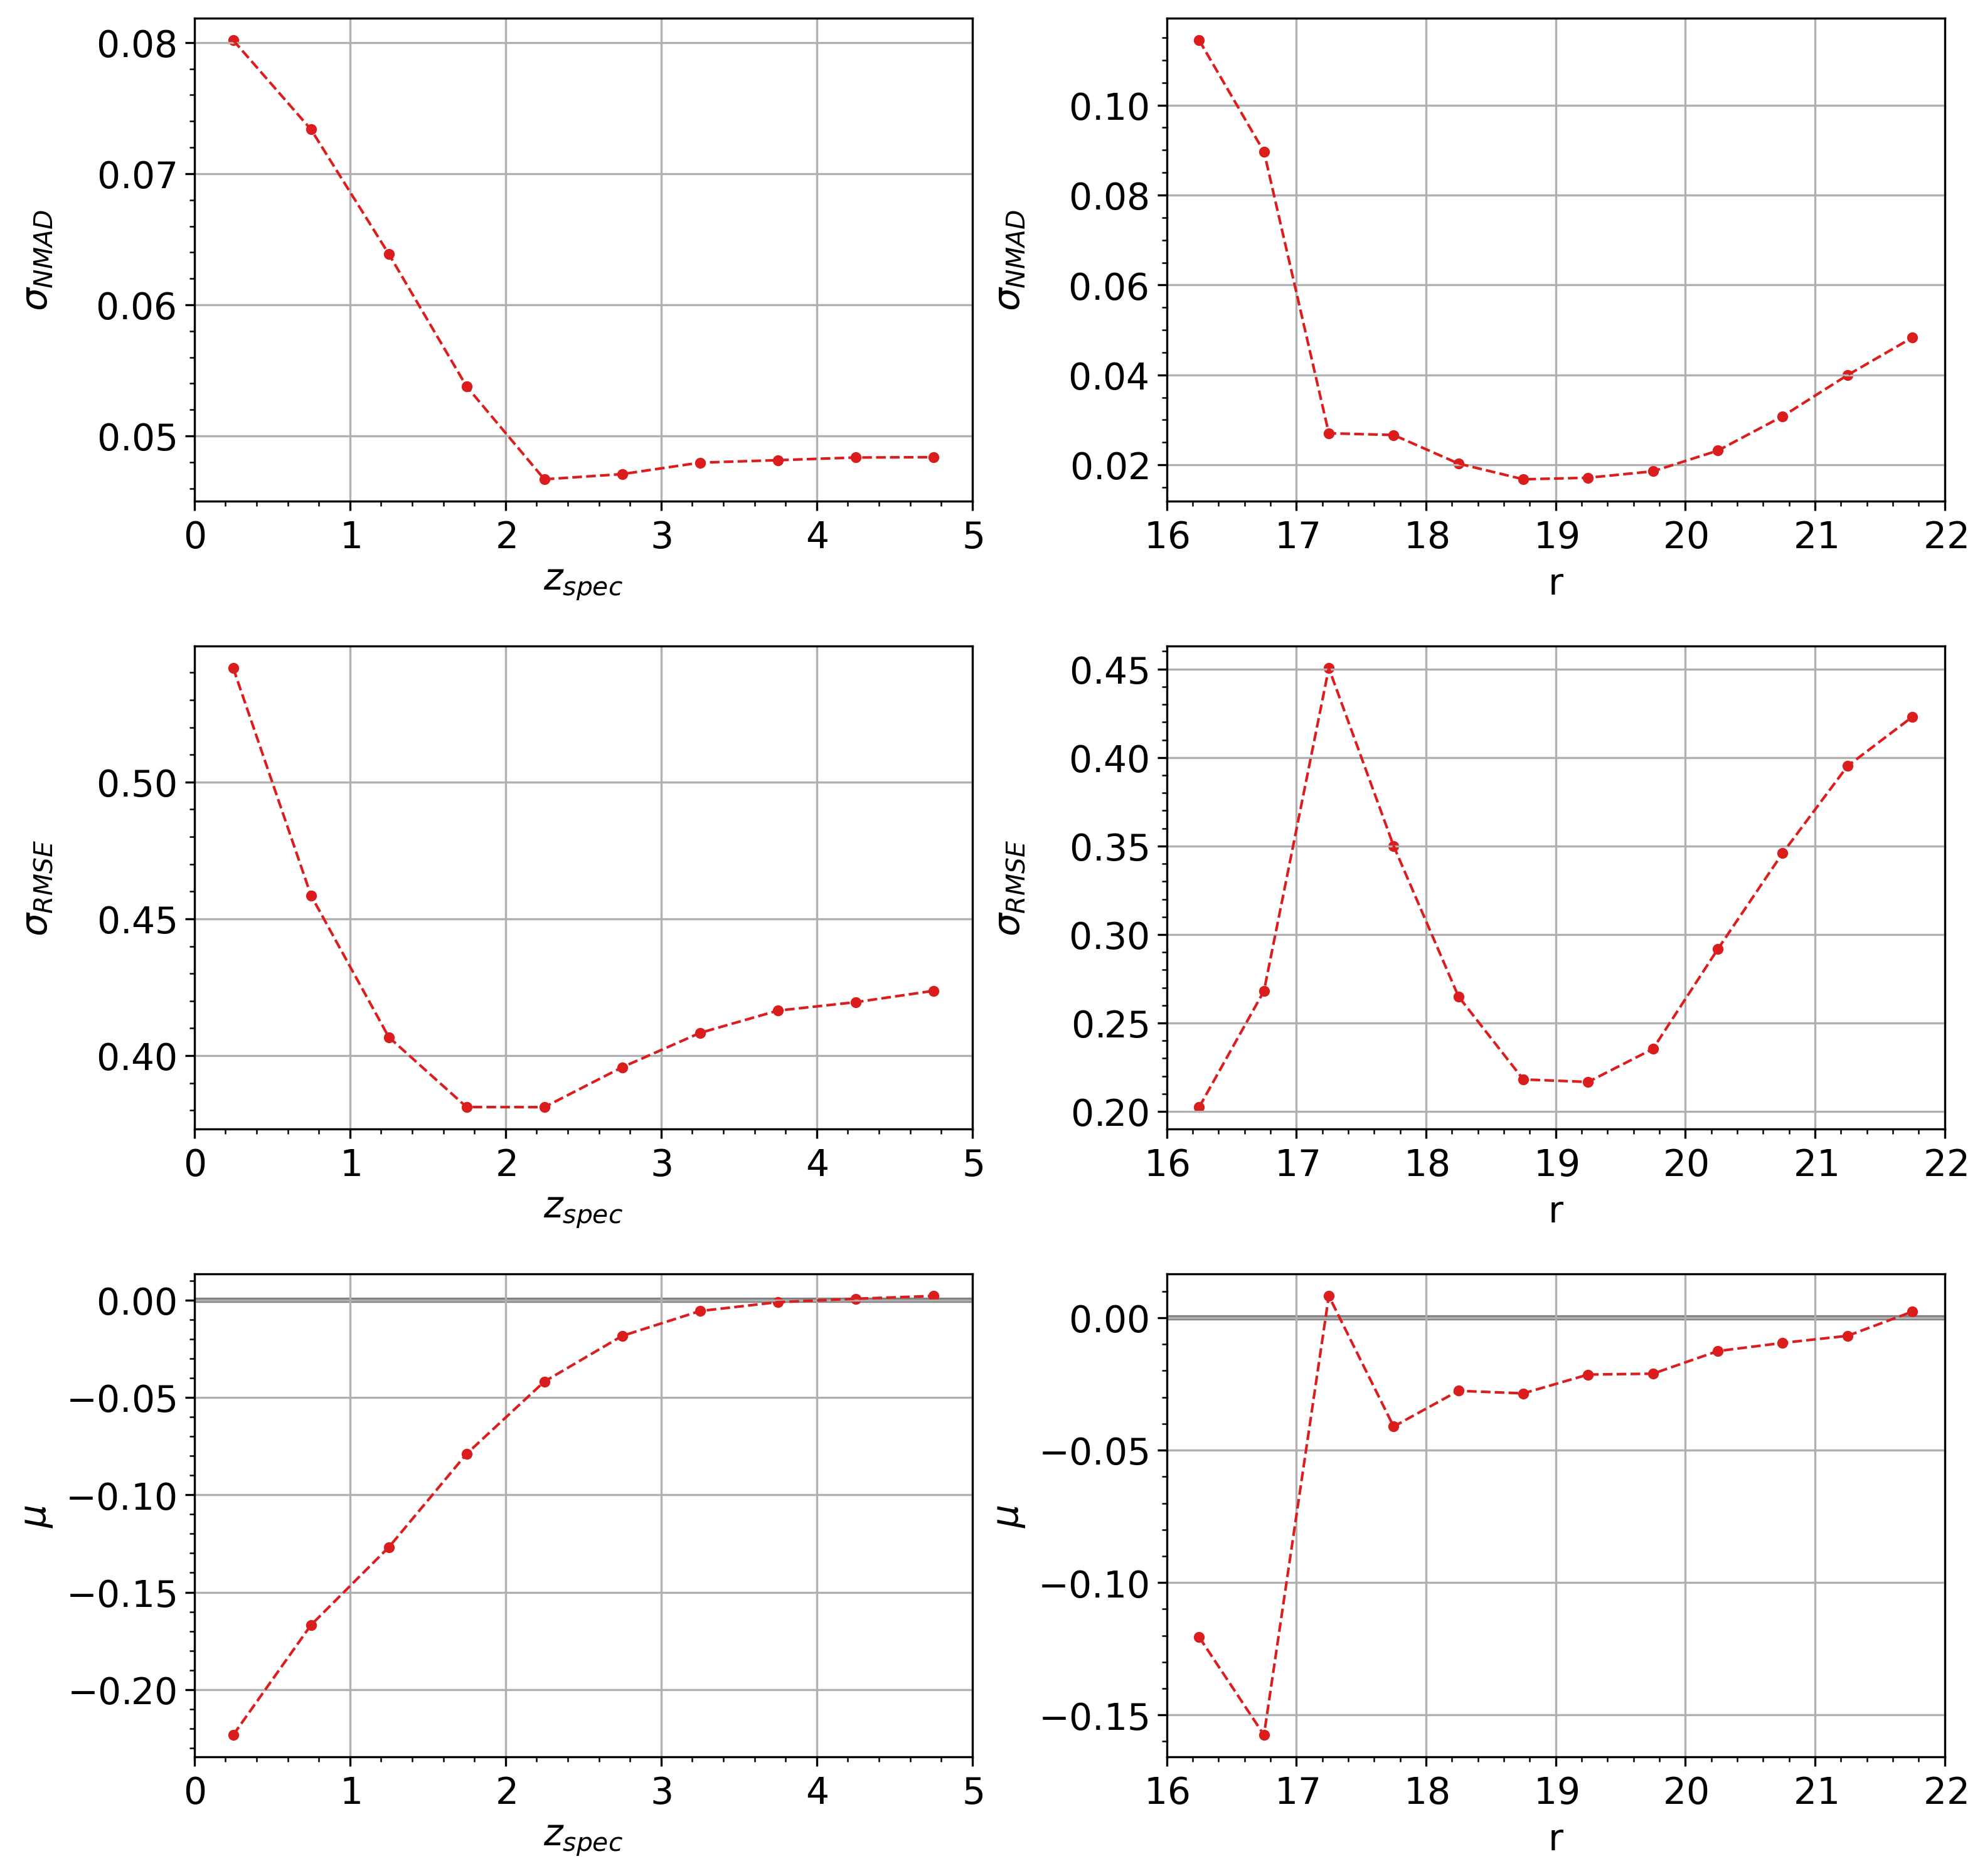 0.08
0.07
0.06
0.05
σNMAD
0 1 2 3 4 5
zspec
0.10
0.08
0.06
0.04
0.02
σNMAD
16 17 18 19 20 21 22
r
0.50
0.45
0.40
σRMSE
0 1 2 3 4 5
zspec
0.45
0.40
0.35
0.30
0.25
0.20
σRMSE
16 17 18 19 20 21 22
r
0.00
−0.05
−0.10
−0.15
−0.20
μ
0 1 2 3 4 5
zspec
0.00
−0.05
−0.10
−0.15
μ
16 17 18 19 20 21 22
r